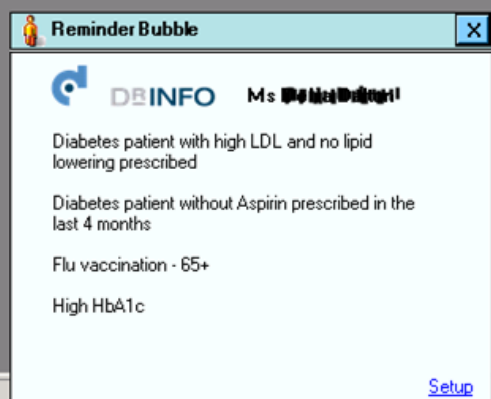 Reminder Bubble
DRINFO Ms
Diabetes patient with high LDL and no lipid
lowering prescribed
Diabetes patient without Aspirin prescribed in the
last 4 months
Flu vaccination - 65+
High HbA1c
Setup